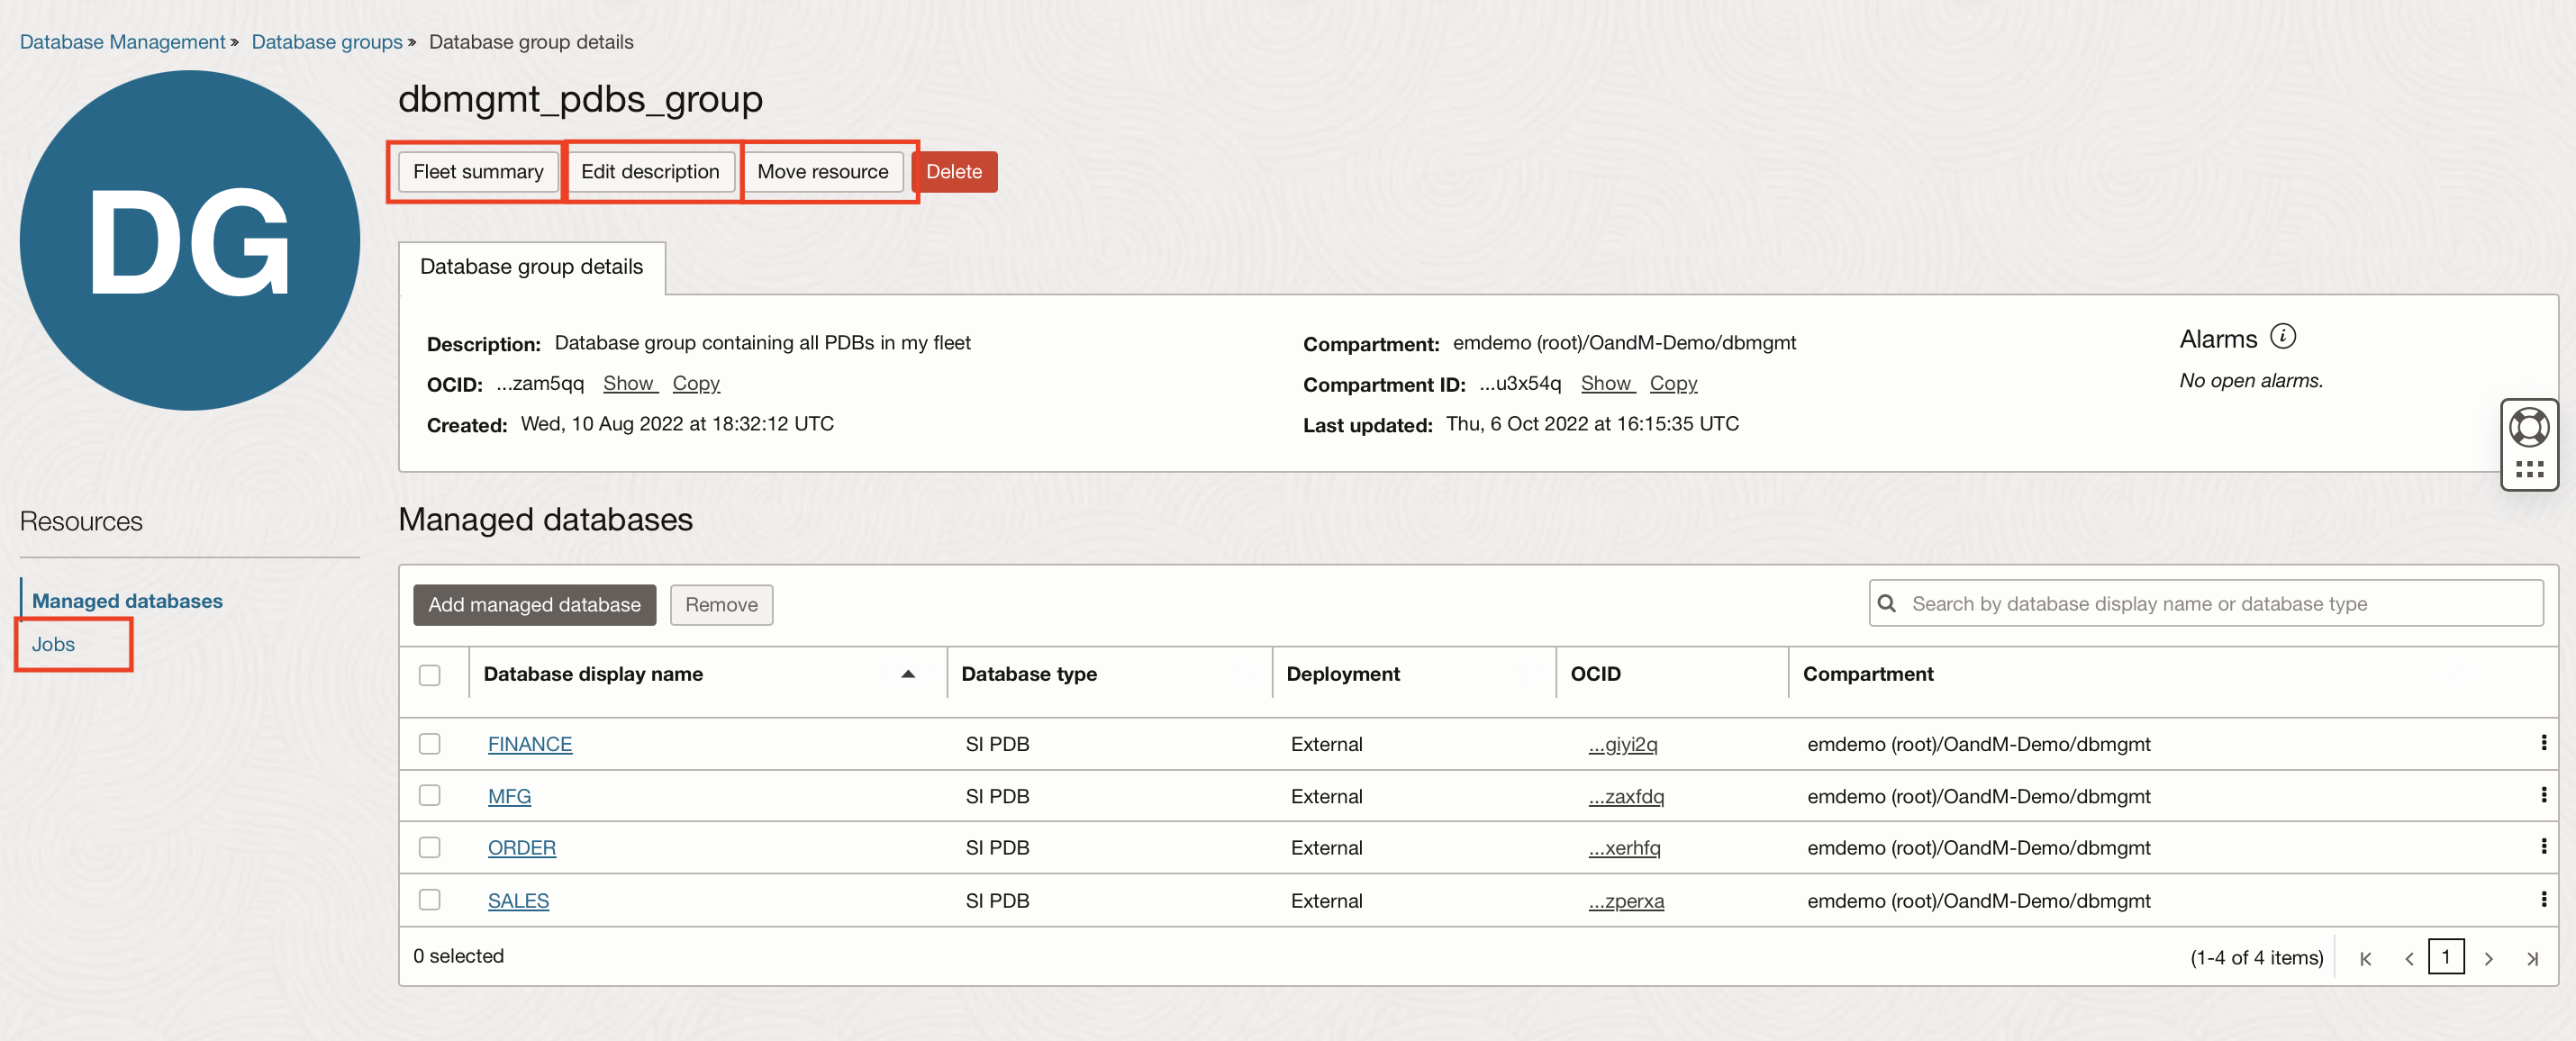 Database Management » Database groups » Database group details
DG
dbmgmt_pdbs_group
Fleet summary Edit description Move resource Delete
Database group details
Description: Database group containing all PDBs in my fleet
OCID: ...zam5qq Show Copy
Created: Wed, 10 Aug 2022 at 18:32:12 UTC
Compartment: emdemo (root)/OandM-Demo/dbmgmt
Compartment ID: ...u3x54q Show Copy
Last updated: Thu, 6 Oct 2022 at 16:15:35 UTC
Alarms i
No open alarms.
Resources
Managed databases
Jobs
Managed databases
Add managed database Remove Search by database display name or database type
Database display name Database type Deployment OCID Compartment
FINANCE SI PDB External ...giyi2q emdemo (root)/OandM-Demo/dbmgmt
MFG SI PDB External ...zaxfdq emdemo (root)/OandM-Demo/dbmgmt
ORDER SI PDB External ...xerhfq emdemo (root)/OandM-Demo/dbmgmt
SALES SI PDB External ...zperxa emdemo (root)/OandM-Demo/dbmgmt
0 selected (1-4 of 4 items) 1